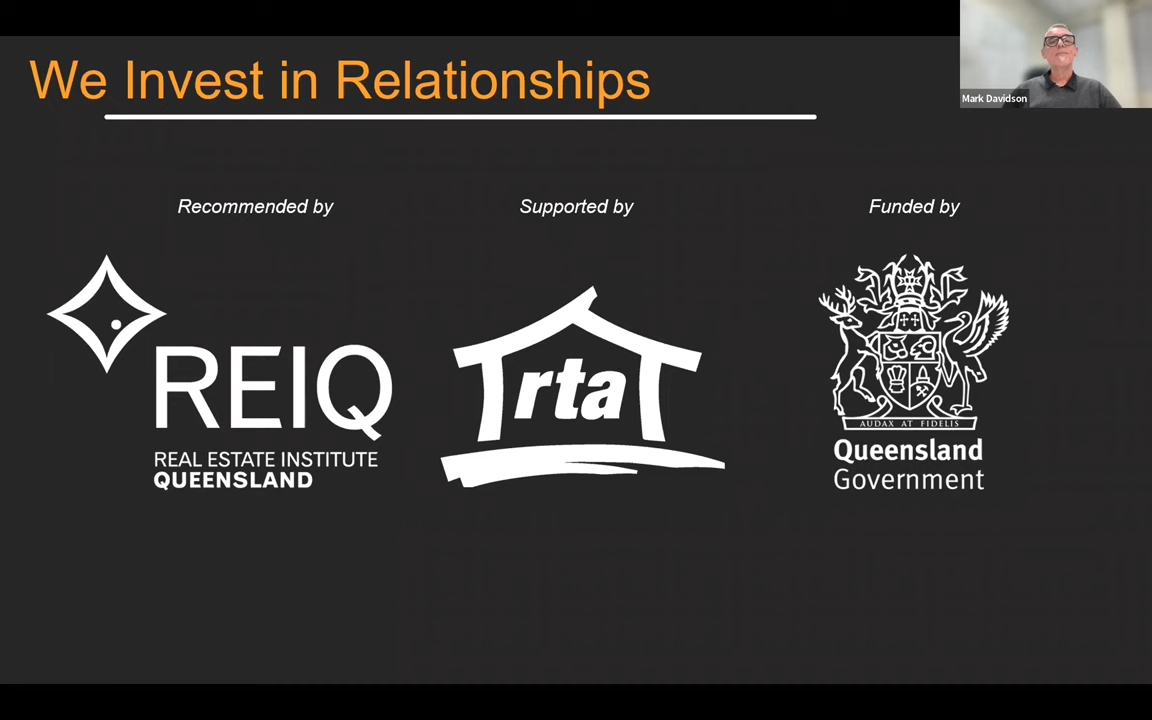 We Invest in Relationships
Mark Davidson
Recommended by
Supported by
Funded by
REIQ
REAL ESTATE INSTITUTE
QUEENSLAND
rta
AUDAX AT FIDELIS
Queensland
Government